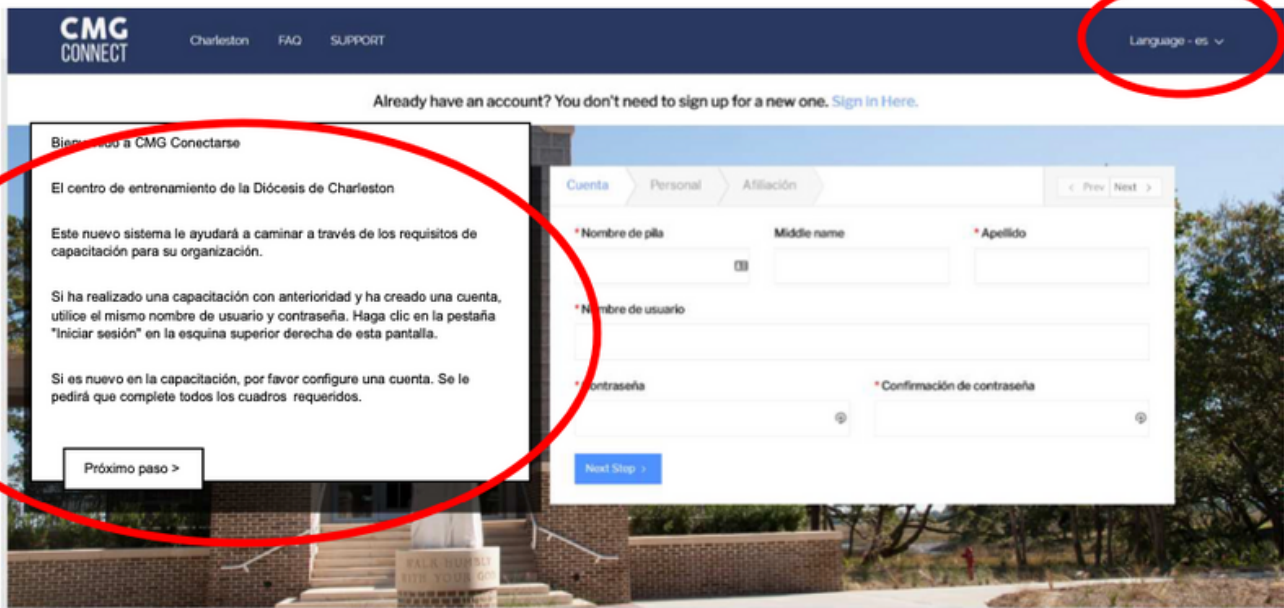 CMG
CONNECT
Charleston FAQ SUPPORT
Language - es
Already have an account? You don't need to sign up for a new one. Sign in Here.
a CMG Conectarse
El centro de entrenamiento de la Diócesis de Charleston
Este nuevo sistema le ayudará a caminar a través de los requisitos de
capacitación para su organización.
Si ha realizado una capacitación con anterioridad y ha creado una cuenta,
utilice el mismo nombre de usuario y contraseña. Haga clic en la pestaña
"Iniciar sesión" en la esquina superior derecha de esta pantalla.
Si es nuevo en la capacitación, por favor configure una cuenta. Se le
pedirá que complete todos los cuadros requeridos.
Próximo paso >
Cuenta Personal Afiliación
< Prev Next >
*Nombre de pila Middle name *Apellido
*Nombre de usuario
*Contraseña *Confirmación de contraseña
Next Step >
WALK HUMBLY
WITH YOUR GOD